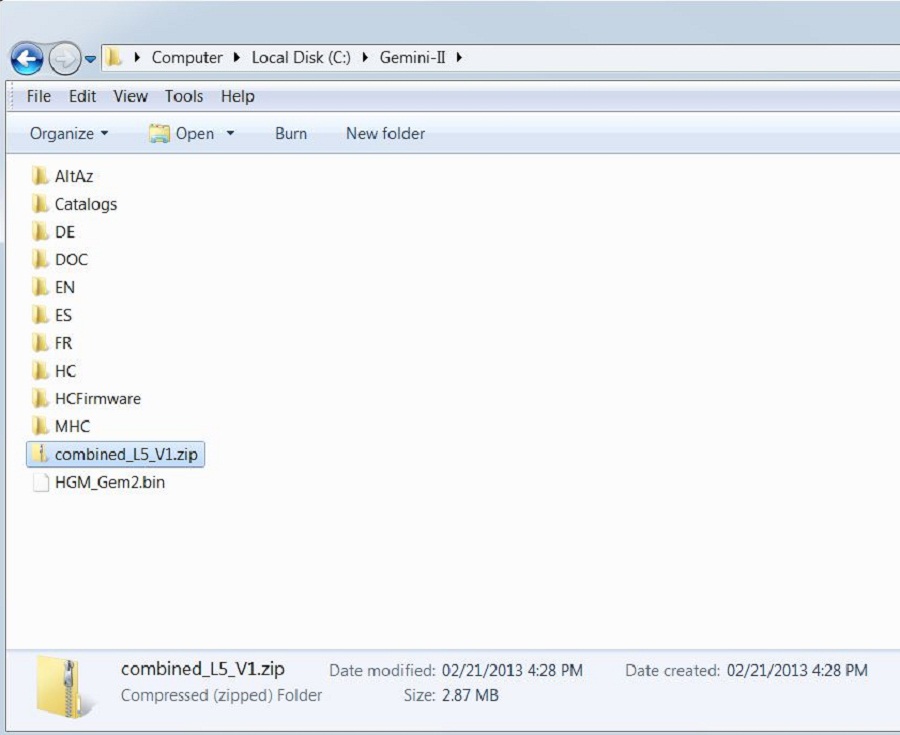 Computer Local Disk (C:) Gemini-II
File Edit View Tools Help
Organize Open Burn New folder
AltAz
Catalogs
DE
DOC
EN
ES
FR
HC
HCFirmware
MHC
combined_L5_V1.zip
HGM_Gem2.bin
combined_L5_V1.zip Date modified: 02/21/2013 4:28 PM Date created: 02/21/2013 4:28 PM
Compressed (zipped) Folder Size: 2.87 MB